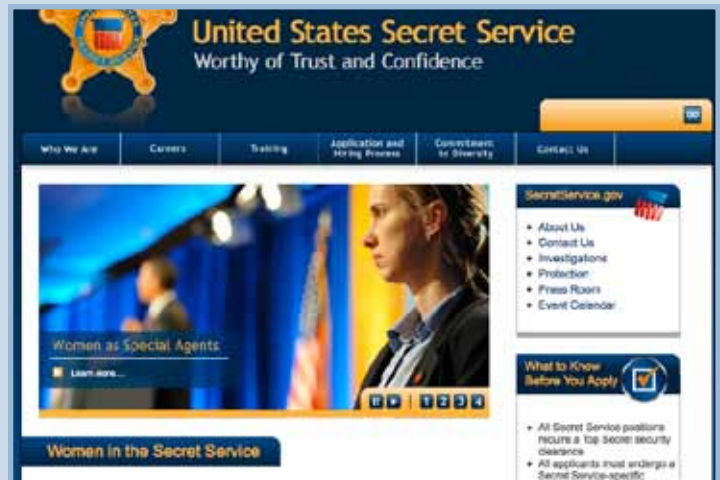 United States Secret Service
Worthy of Trust and Confidence
GO
Who We Are
Careers
Training
Application and
Hiring Process
Commitment
to Diversity
Contact Us
Women as Special Agents
Learn more...
1 2 3 4
Women in the Secret Service
SecretService.gov
About Us
Contact Us
Investigations
Protection
Press Room
Event Calendar
What to Know
Before You Apply
All Secret Service positions
require a Top Secret security
clearance
All applicants must undergo a
Secret Service-specific